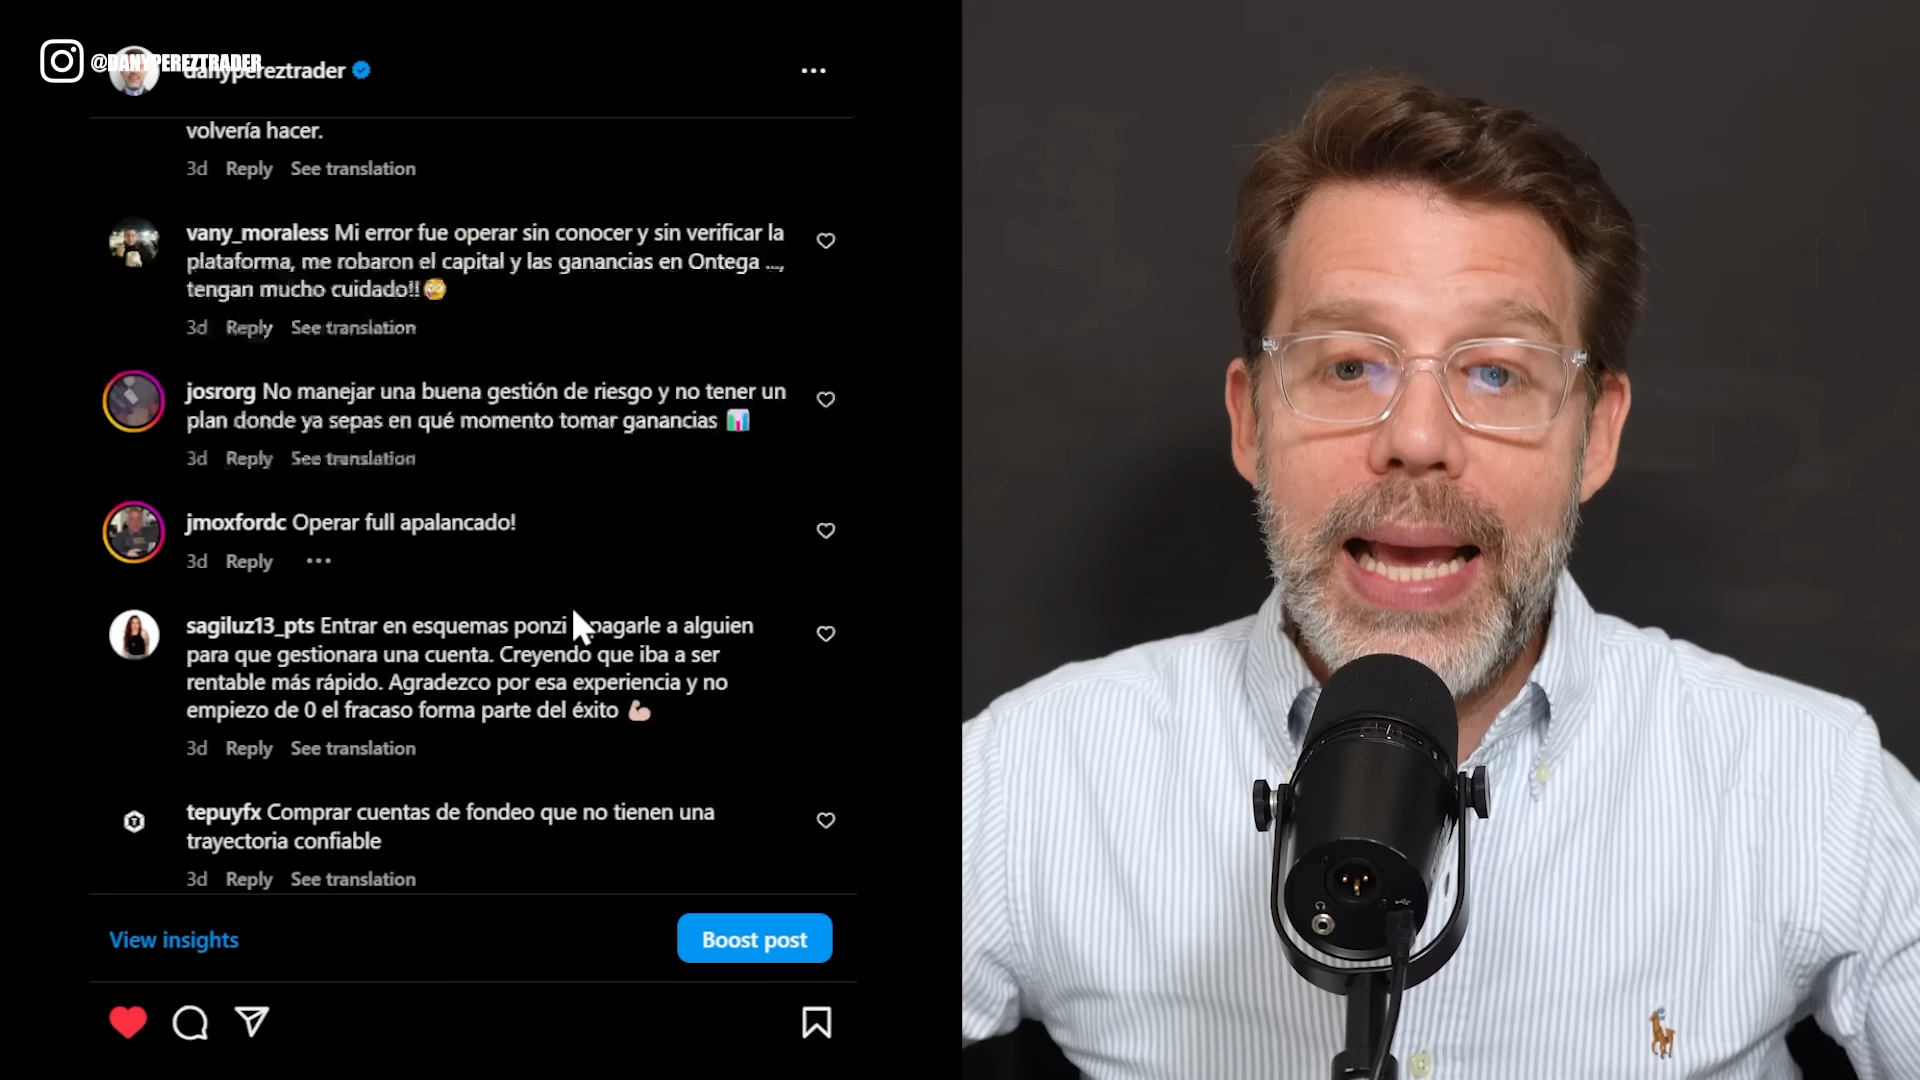 @DANYPEREZTRADER
danypereztrader
volvería hacer.
3d Reply See translation
vany_moraless Mi error fue operar sin conocer y sin verificar la
plataforma, me robaron el capital y las ganancias en Ontega ...,
tengan mucho cuidado!!
3d Reply See translation
josrorg No manejar una buena gestión de riesgo y no tener un
plan donde ya sepas en qué momento tomar ganancias
3d Reply See translation
jmoxfordc Operar full apalancado!
3d Reply
sagiluz13_pts Entrar en esquemas ponzi pagarle a alguien
para que gestionara una cuenta. Creyendo que iba a ser
rentable más rápido. Agradezco por esa experiencia y no
empiezo de 0 el fracaso forma parte del éxito
3d Reply See translation
tepuyfx Comprar cuentas de fondeo que no tienen una
trayectoria confiable
3d Reply See translation
View insights
Boost post